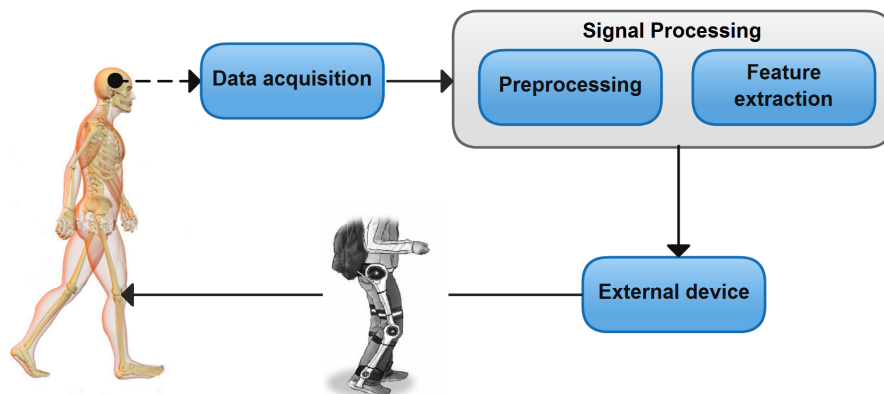 Signal Processing
Data acquisition
Preprocessing
Feature
extraction
External device